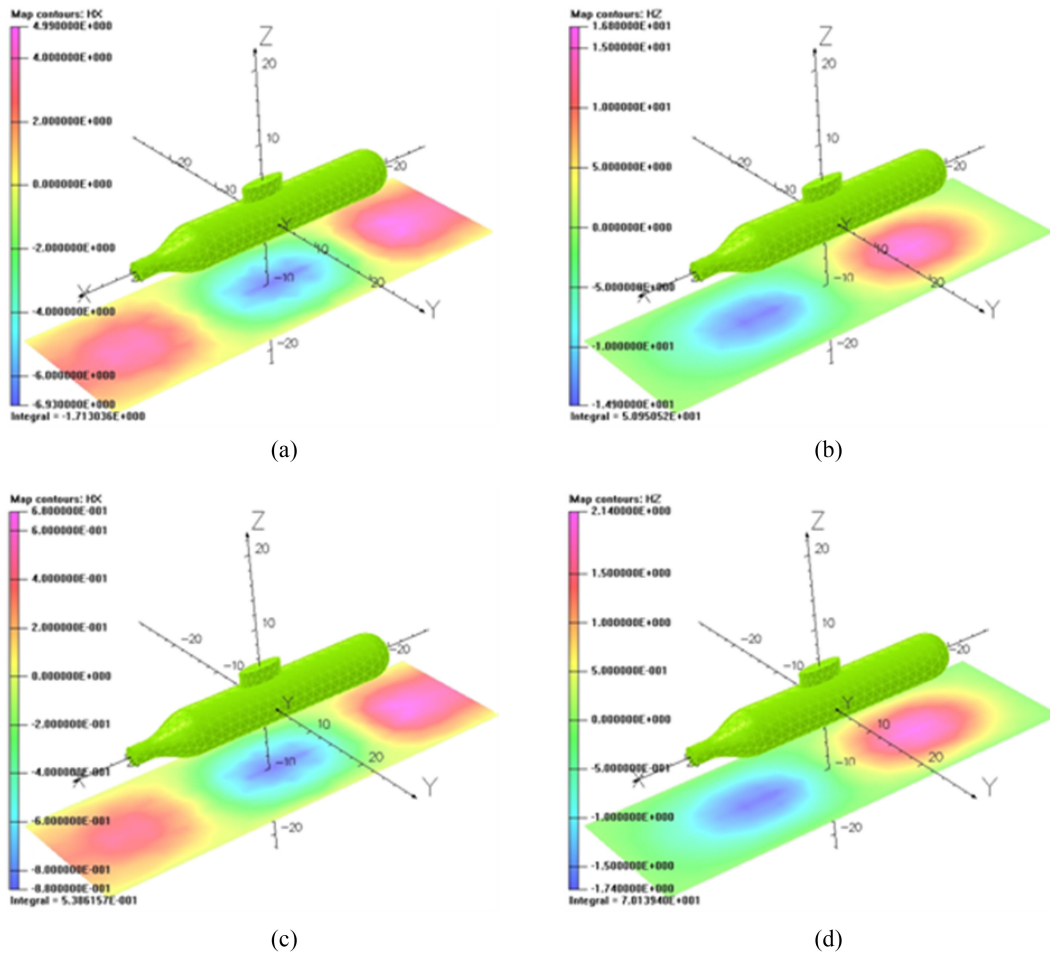 Map contours: HX
4.990000E+000
4.000000E+000
2.000000E+000
0.000000E+000
-2.000000E+000
-4.000000E+000
-6.000000E+000
-6.930000E+000
Integral = -1.713036E+000
Z
20
10
-20
-10
-20
Y
10
20
X
-10
-20
Y
(a)
Map contours: HZ
1.680000E+001
1.500000E+001
1.000000E+001
5.000000E+000
0.000000E+000
-5.000000E+000
-1.000000E+001
-1.490000E+001
Integral = 5.095052E+001
Z
20
10
-20
-10
-20
Y
10
20
X
-10
-20
Y
(b)
Map contours: HX
6.800000E-001
6.000000E-001
4.000000E-001
2.000000E-001
0.000000E+000
-2.000000E-001
-4.000000E-001
-6.000000E-001
-8.000000E-001
-8.800000E-001
Integral = 5.386157E-001
Z
20
10
-20
-10
-20
Y
10
20
X
-10
-20
Y
(c)
Map contours: HZ
2.140000E+000
1.500000E+000
1.000000E+000
5.000000E-001
0.000000E+000
-5.000000E-001
-1.000000E+000
-1.500000E+000
-1.740000E+000
Integral = 7.013940E+001
Z
20
10
-20
-10
-20
Y
10
20
X
-10
-20
Y
(d)